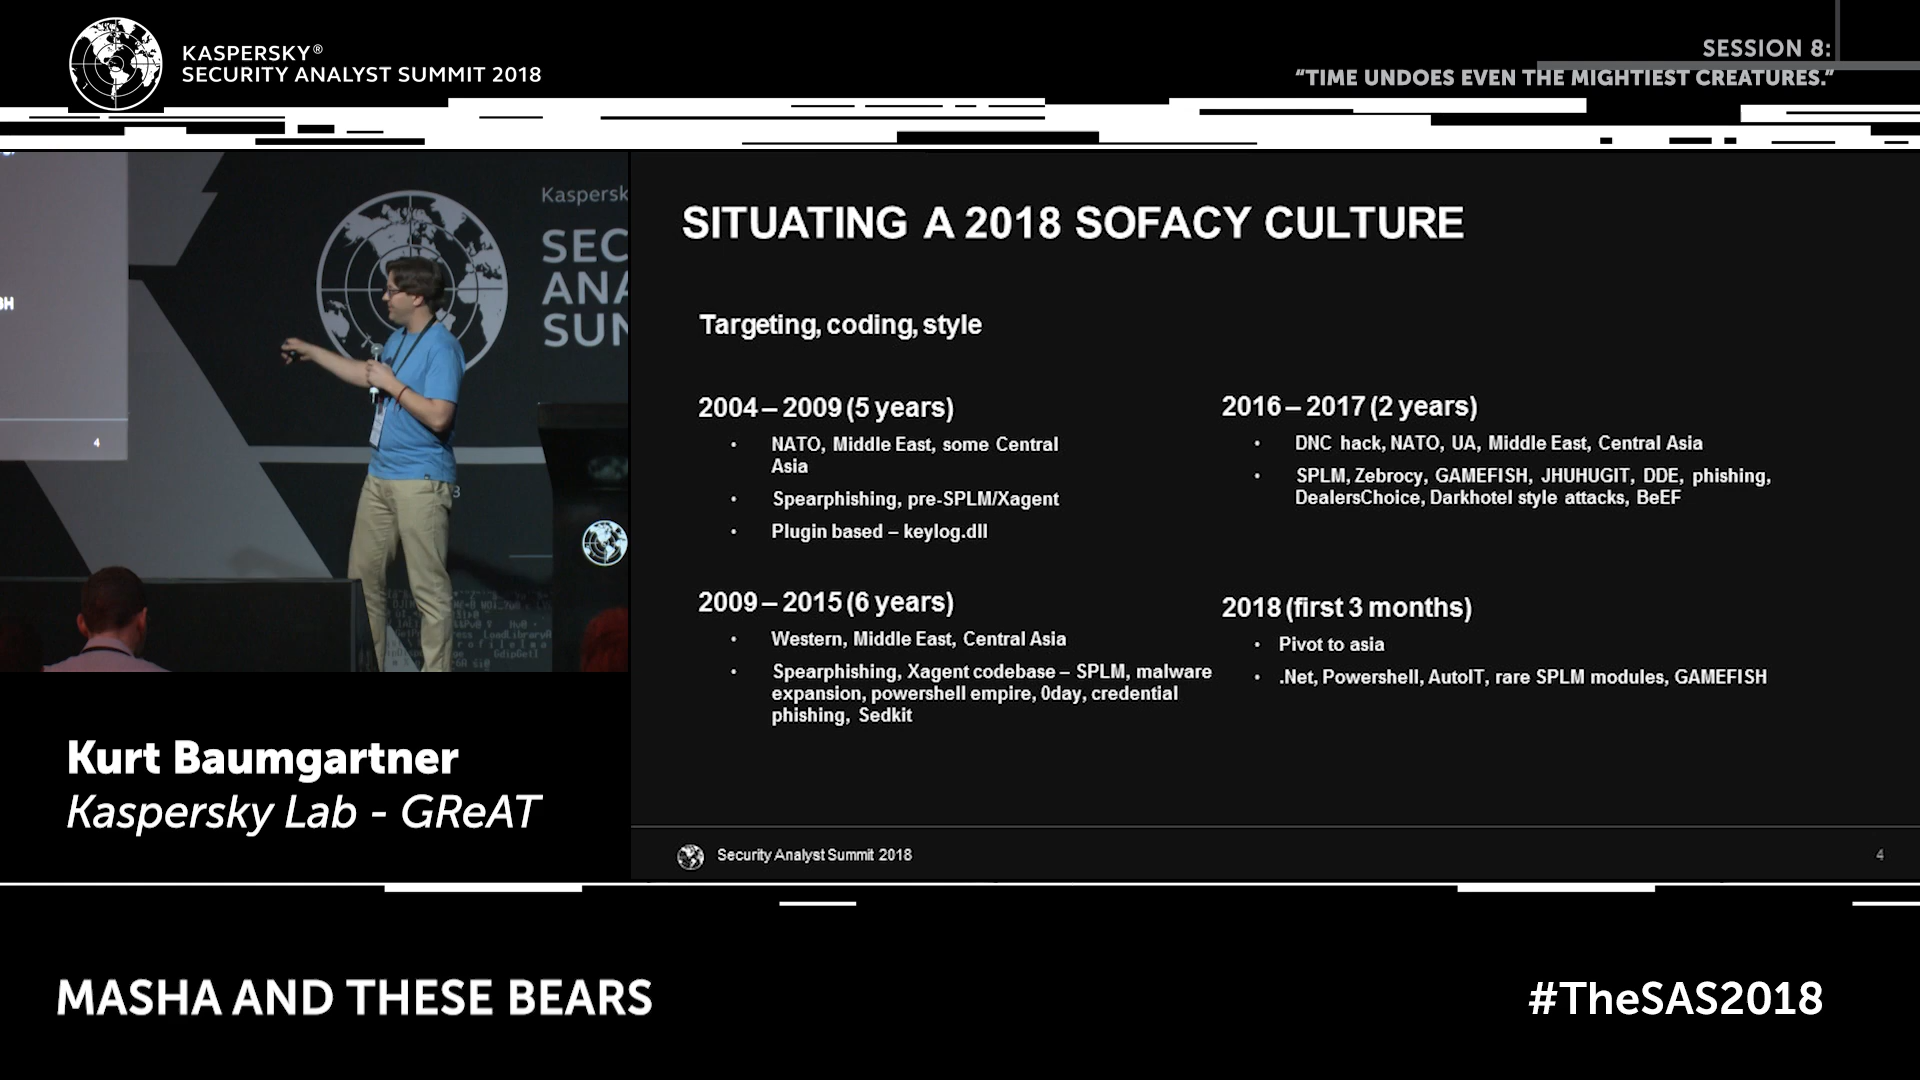 KASPERSKY®
SECURITY ANALYST SUMMIT 2018
SESSION 8:
“TIME UNDOES EVEN THE MIGHTIEST CREATURES.”
Kaspersk
SEC
ANA
SUM
4
3
SITUATING A 2018 SOFACY CULTURE
Targeting, coding, style
2004 – 2009 (5 years)
• NATO, Middle East, some Central
Asia
• Spearphishing, pre-SPLM/Xagent
• Plugin based – keylog.dll
2009 – 2015 (6 years)
• Western, Middle East, Central Asia
• Spearphishing, Xagent codebase – SPLM, malware
expansion, powershell empire, 0day, credential
phishing, Sedkit
2016 – 2017 (2 years)
• DNC hack, NATO, UA, Middle East, Central Asia
• SPLM, Zebrocy, GAMEFISH, JHUHUGIT, DDE, phishing,
DealersChoice, Darkhotel style attacks, BeEF
2018 (first 3 months)
• Pivot to asia
• .Net, Powershell, AutoIT, rare SPLM modules, GAMEFISH
Security Analyst Summit 2018
4
Kurt Baumgartner
Kaspersky Lab - GReAT
MASHA AND THESE BEARS
#TheSAS2018